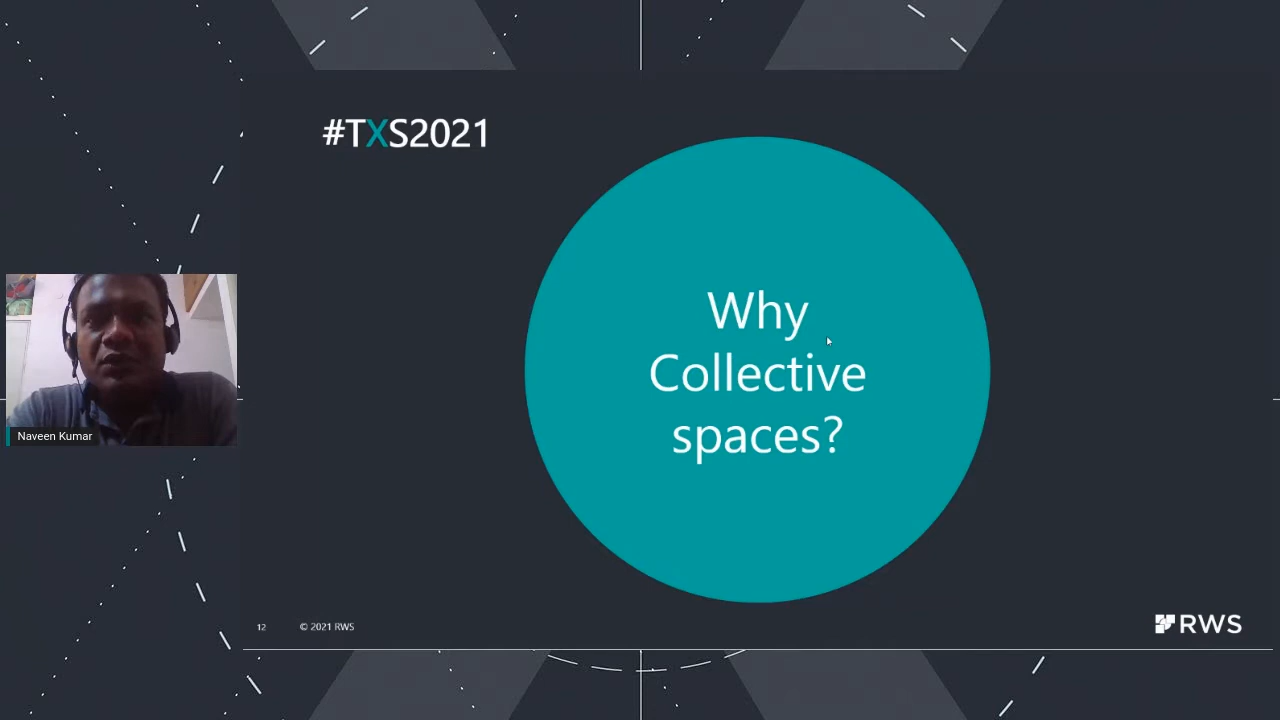 #TXS2021
Why
Collective
spaces?
Naveen Kumar
12
© 2021 RWS
RWS